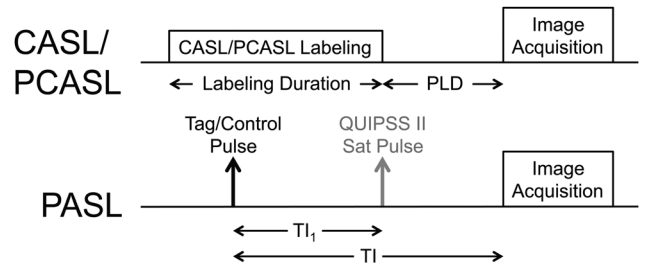 CASL/
PCASL
CASL/PCASL Labeling
Image
Acquisition
Labeling Duration
PLD
Tag/Control
Pulse
QUIPSS II
Sat Pulse
PASL
Image
Acquisition
TI₁
TI